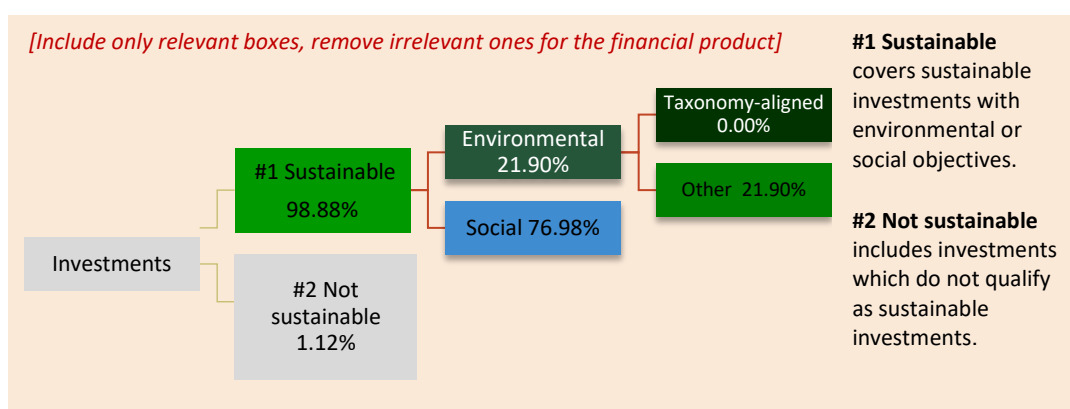 [Include only relevant boxes, remove irrelevant ones for the financial product]
Investments
#1 Sustainable
98.88%
#2 Not
sustainable
1.12%
Environmental
21.90%
Social 76.98%
Taxonomy-aligned
0.00%
Other 21.90%
#1 Sustainable
covers sustainable
investments with
environmental or
social objectives.
#2 Not sustainable
includes investments
which do not qualify
as sustainable
investments.